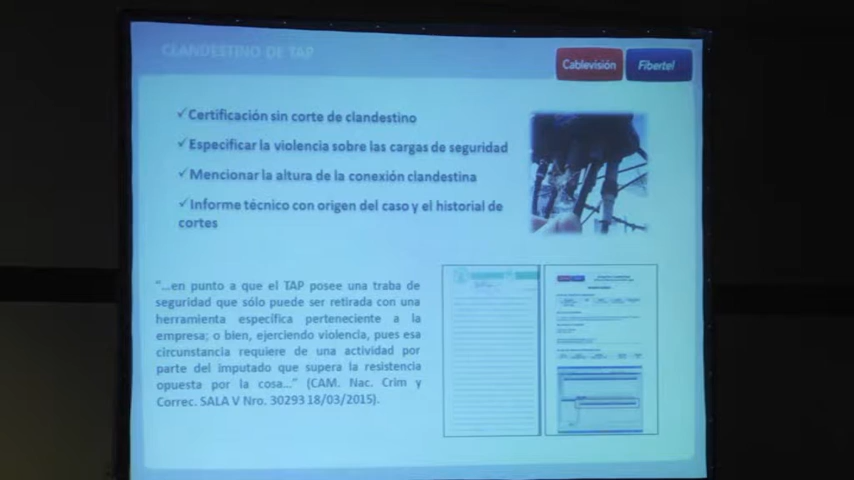 CLANDESTINO DE TAP
Cablevisión
Fibertel
✓Certificación sin corte de clandestino
✓Especificar la violencia sobre las cargas de seguridad
✓Mencionar la altura de la conexión clandestina
✓Informe técnico con origen del caso y el historial de
cortes
“...en punto a que el TAP posee una traba de
seguridad que sólo puede ser retirada con una
herramienta específica perteneciente a la
empresa; o bien, ejerciendo violencia, pues esa
circunstancia requiere de una actividad por
parte del imputado que supera la resistencia
opuesta por la cosa...” (CAM. Nac. Crim y
Correc. SALA V Nro. 30293 18/03/2015).